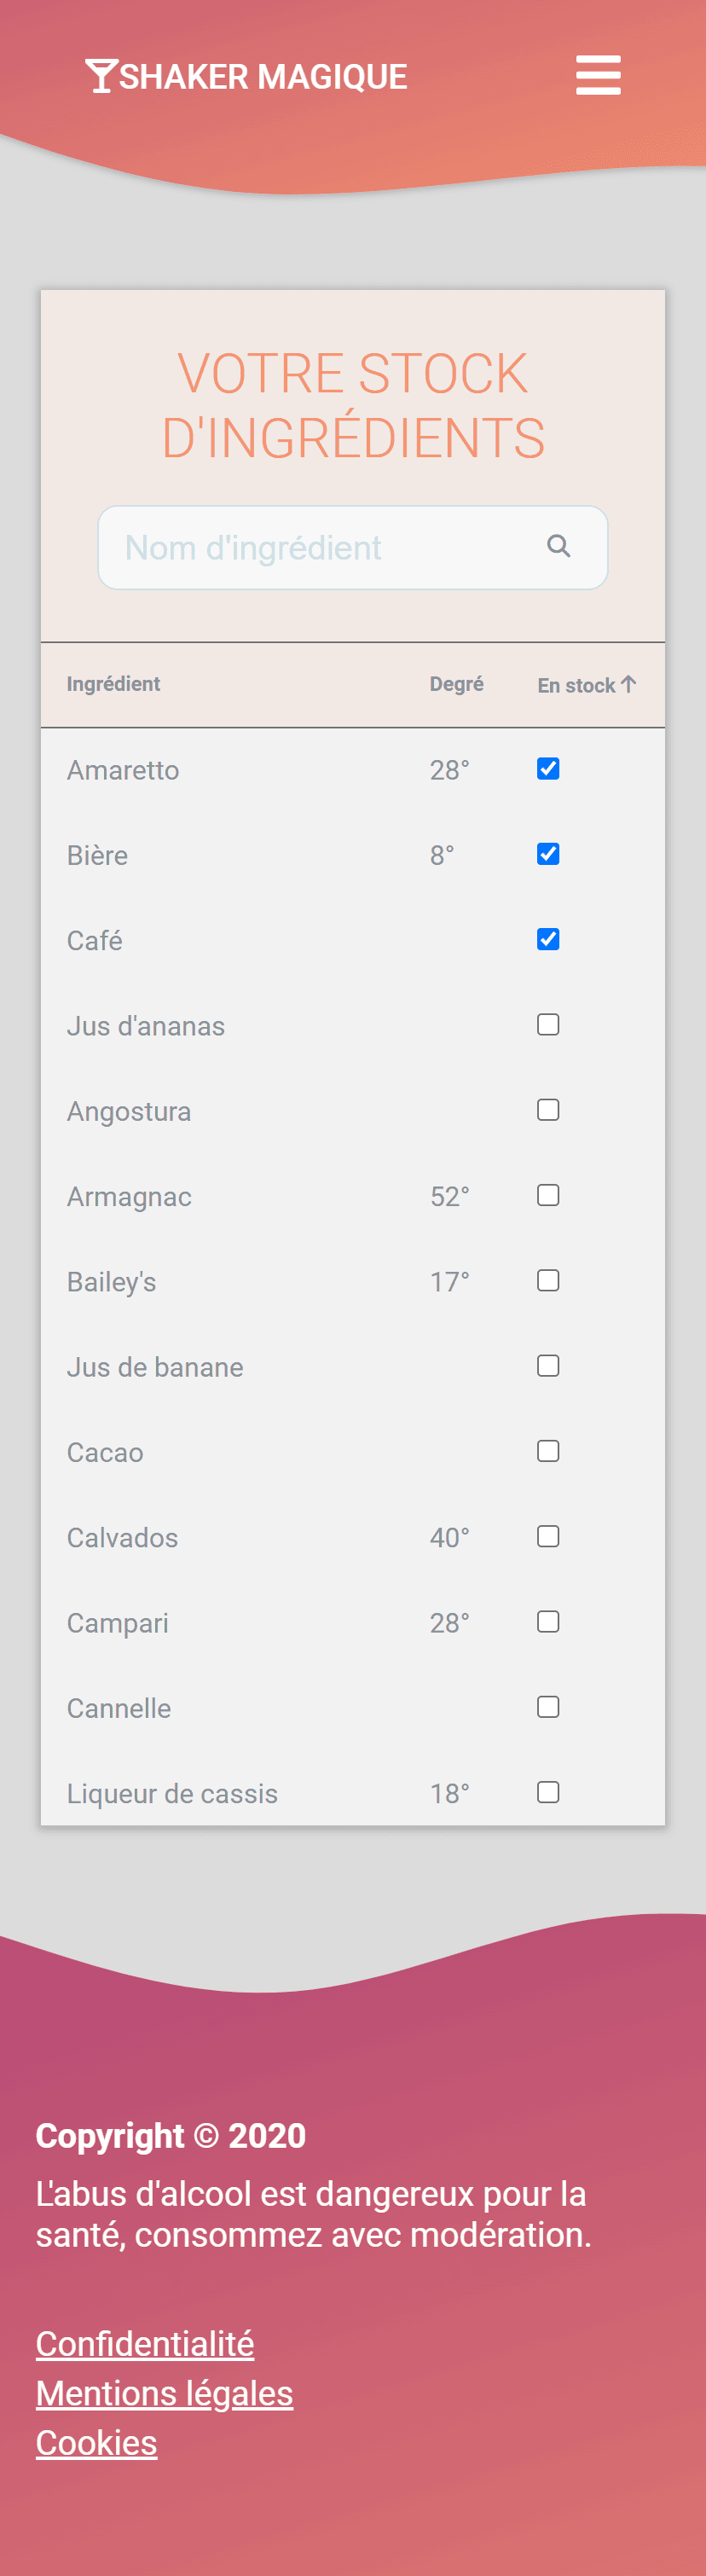 SHAKER MAGIQUE
VOTRE STOCK
D'INGRÉDIENTS
Nom d'ingrédient
Ingrédient Degré En stock ↑
Amaretto 28°
Bière 8°
Café
Jus d'ananas
Angostura
Armagnac 52°
Bailey's 17°
Jus de banane
Cacao
Calvados 40°
Campari 28°
Cannelle
Liqueur de cassis 18°
Copyright © 2020
L'abus d'alcool est dangereux pour la
santé, consommez avec modération.
Confidentialité
Mentions légales
Cookies